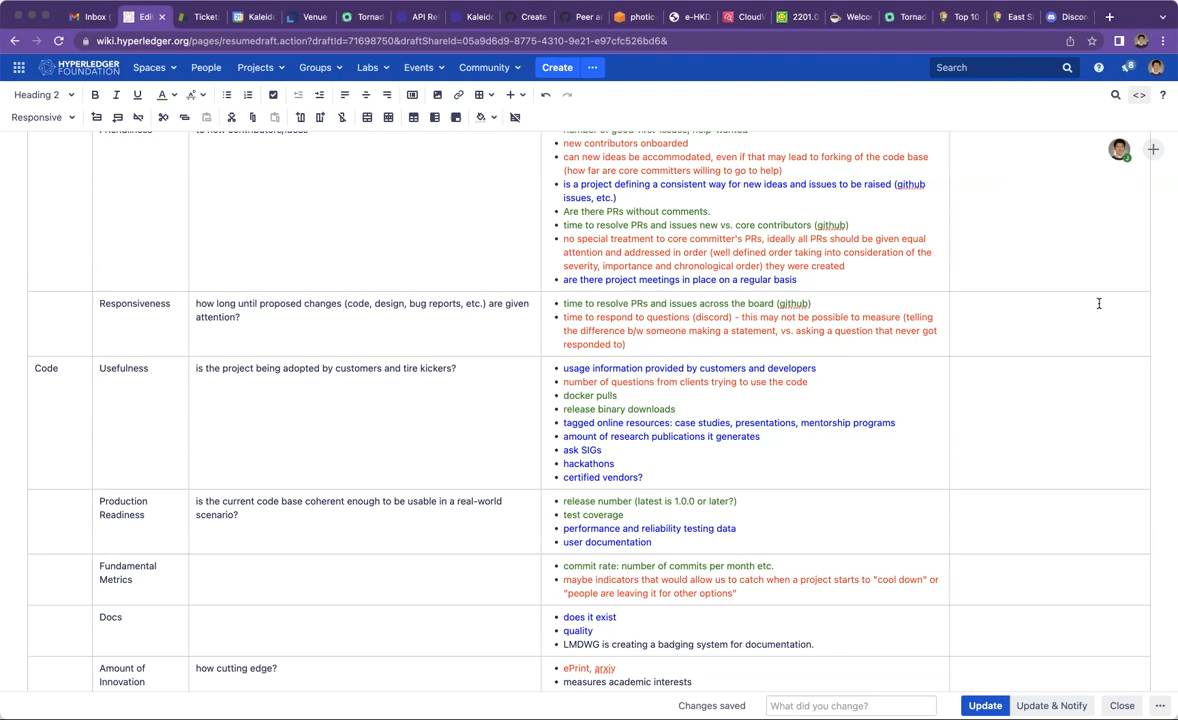 Inbox (
Edi
Ticket
Kaleid
Venue
Tornad
API Re
Kaleid
Create
Peer a
photic
e-HKD
CloudV
2201.0
Welco
Tornad
Top 10
East Si
Discor
wiki.hyperledger.org/pages/resumedraft.action?draftId=71698750&draftShareId=05a9d6d9-8775-4310-9e21-e97cfc526bd6&
HYPERLEDGER
FOUNDATION
Spaces
People
Projects
Groups
Labs
Events
Community
Create
Search
8
Heading 2
B I U A
Responsive
Friendliness
to new contributors/ideas
number of good-first-issues, help-wanted
new contributors onboarded
can new ideas be accommodated, even if that may lead to forking of the code base
(how far are core committers willing to go to help)
is a project defining a consistent way for new ideas and issues to be raised (github
issues, etc.)
Are there PRs without comments.
time to resolve PRs and issues new vs. core contributors (github)
no special treatment to core committer's PRs, ideally all PRs should be given equal
attention and addressed in order (well defined order taking into consideration of the
severity, importance and chronological order) they were created
are there project meetings in place on a regular basis
Responsiveness
how long until proposed changes (code, design, bug reports, etc.) are given
attention?
time to resolve PRs and issues across the board (github)
time to respond to questions (discord) - this may not be possible to measure (telling
the difference b/w someone making a statement, vs. asking a question that never got
responded to)
Code
Usefulness
is the project being adopted by customers and tire kickers?
usage information provided by customers and developers
number of questions from clients trying to use the code
docker pulls
release binary downloads
tagged online resources: case studies, presentations, mentorship programs
amount of research publications it generates
ask SIGs
hackathons
certified vendors?
Production
Readiness
is the current code base coherent enough to be usable in a real-world
scenario?
release number (latest is 1.0.0 or later?)
test coverage
performance and reliability testing data
user documentation
Fundamental
Metrics
commit rate: number of commits per month etc.
maybe indicators that would allow us to catch when a project starts to "cool down" or
"people are leaving it for other options"
Docs
does it exist
quality
LMDWG is creating a badging system for documentation.
Amount of
Innovation
how cutting edge?
ePrint, arxiv
measures academic interests
Changes saved
What did you change?
Update
Update & Notify
Close